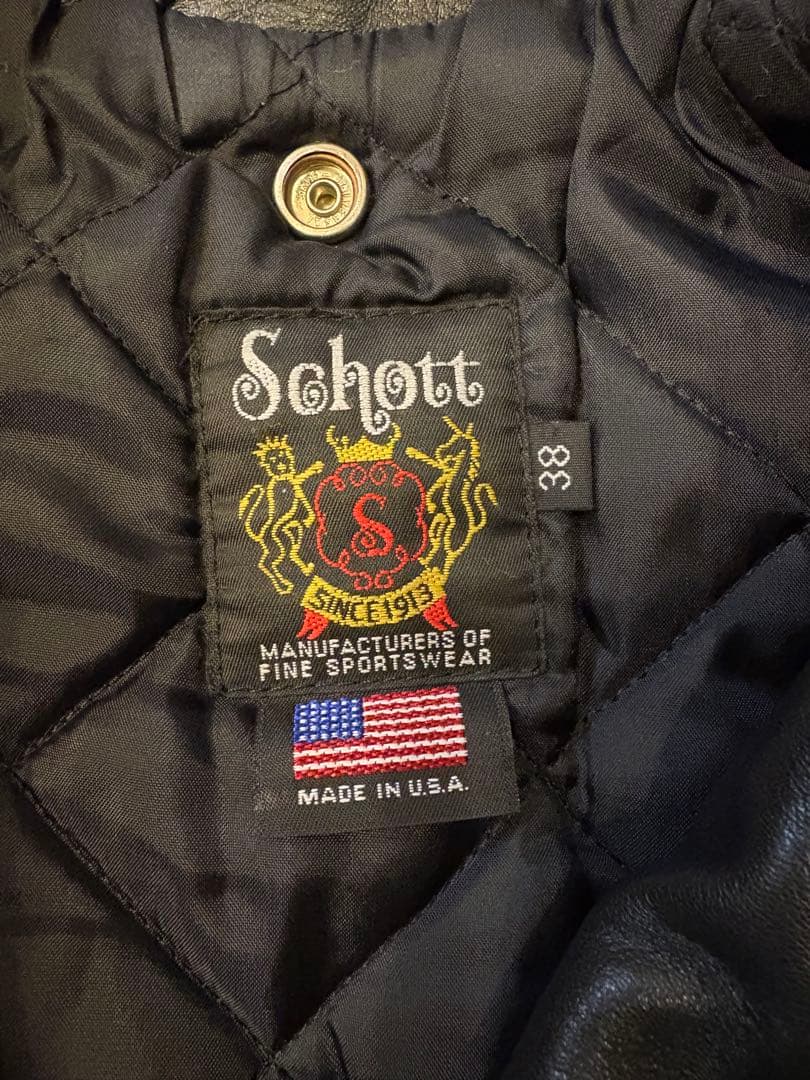 Schott
38
S
SINCE 1913
MANUFACTURERS OF
FINE SPORTSWEAR
MADE IN U.S.A.